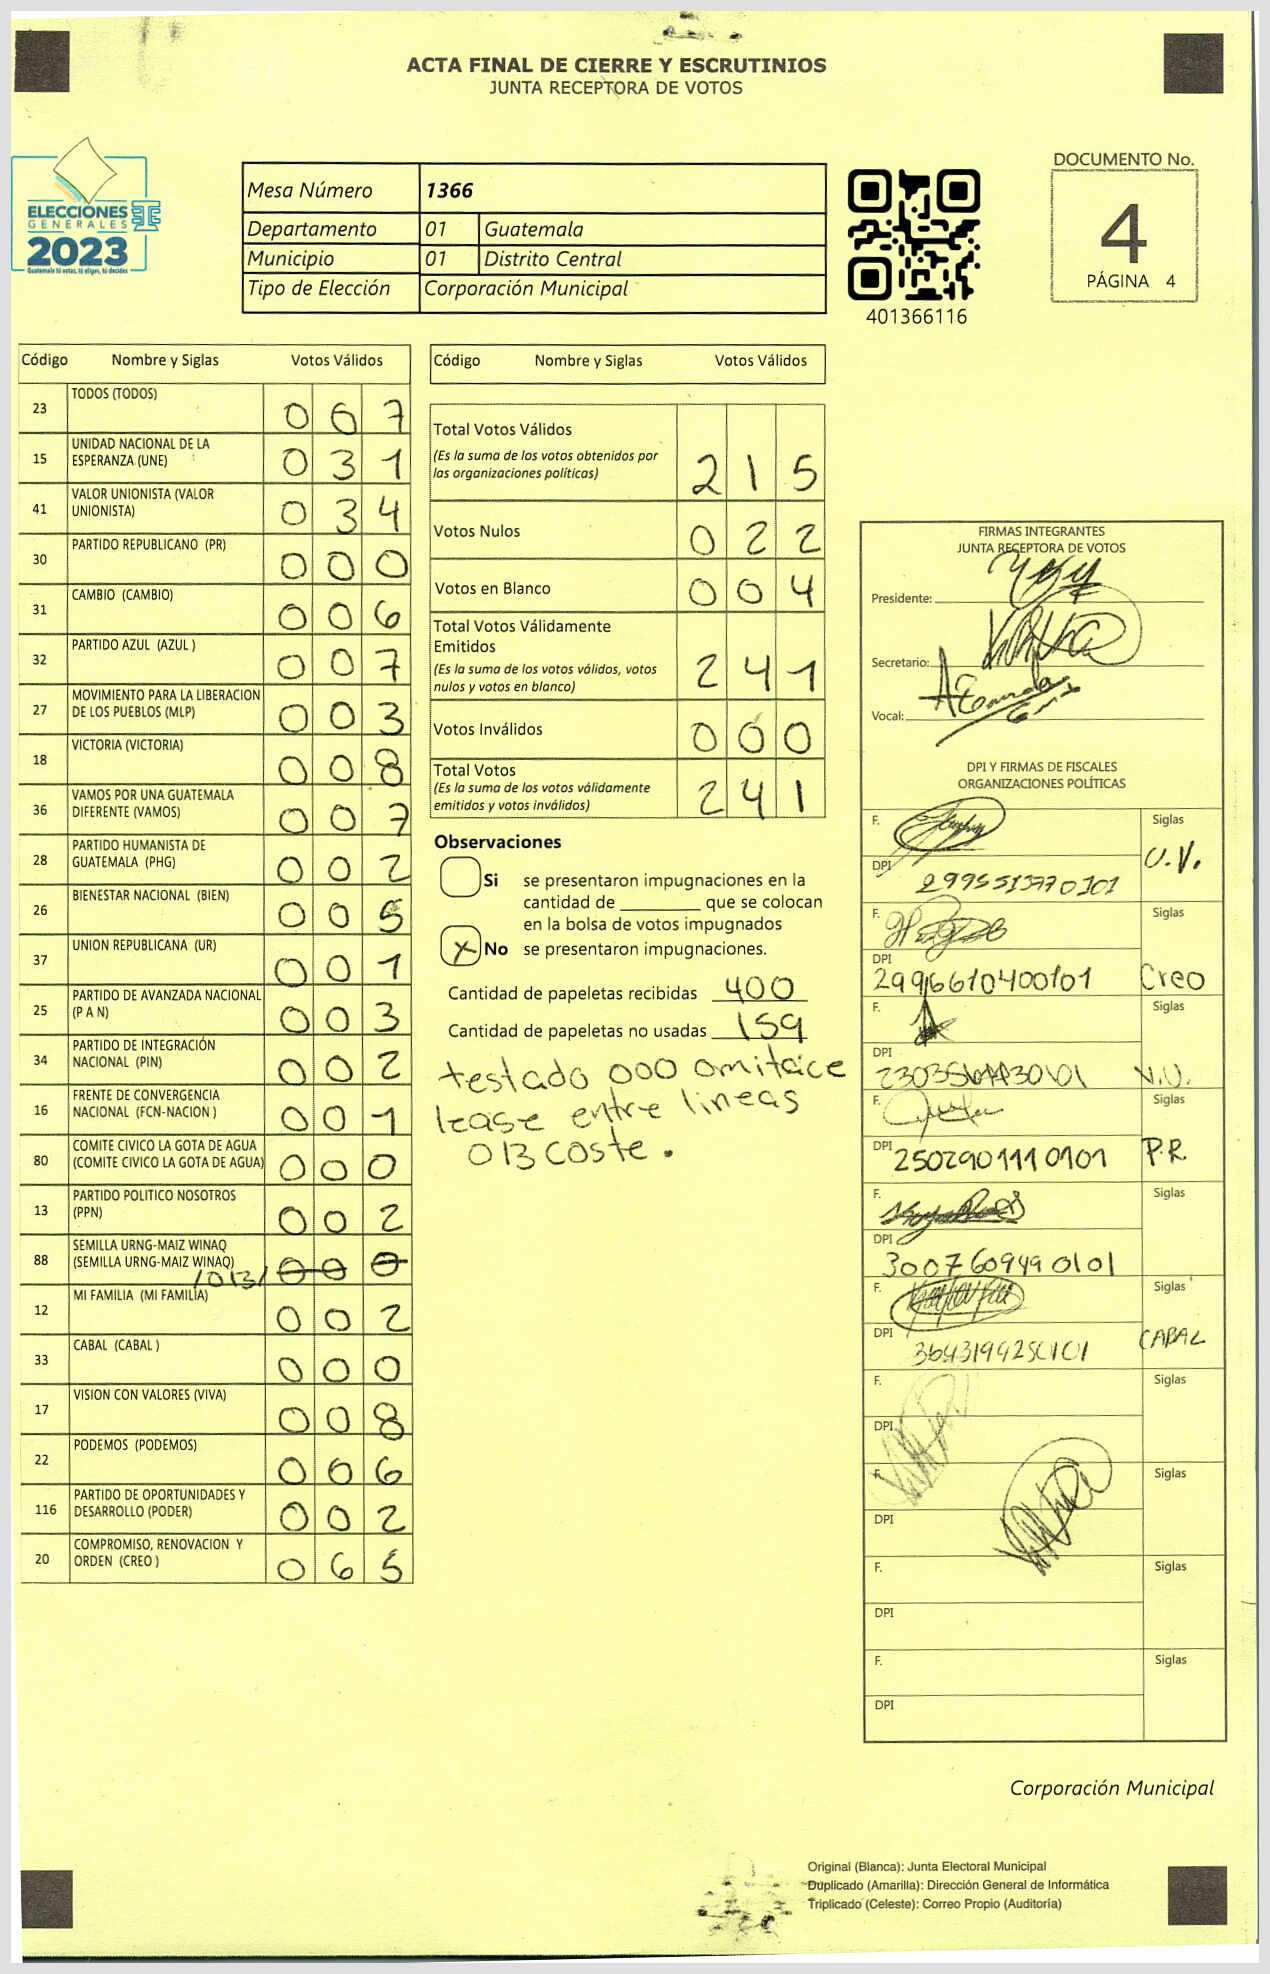 ACTA FINAL DE CIERRE Y ESCRUTINIOS
JUNTA RECEPTORA DE VOTOS
ELECCIONES
GENERALES
2023
Guatemala tú votas, tú eliges, tú decides
Mesa Número 1366
Departamento 01 Guatemala
Municipio 01 Distrito Central
Tipo de Elección Corporación Municipal
401366116
DOCUMENTO No.
4
PÁGINA 4
Código Nombre y Siglas Votos Válidos
23 TODOS (TODOS) 0 6 7
15 UNIDAD NACIONAL DE LA ESPERANZA (UNE) 0 3 1
41 VALOR UNIONISTA (VALOR UNIONISTA) 0 3 4
30 PARTIDO REPUBLICANO (PR) 0 0 0
31 CAMBIO (CAMBIO) 0 0 6
32 PARTIDO AZUL (AZUL ) 0 0 7
27 MOVIMIENTO PARA LA LIBERACION DE LOS PUEBLOS (MLP) 0 0 3
18 VICTORIA (VICTORIA) 0 0 8
36 VAMOS POR UNA GUATEMALA DIFERENTE (VAMOS) 0 0 7
28 PARTIDO HUMANISTA DE GUATEMALA (PHG) 0 0 2
26 BIENESTAR NACIONAL (BIEN) 0 0 5
37 UNION REPUBLICANA (UR) 0 0 1
25 PARTIDO DE AVANZADA NACIONAL (P A N) 0 0 3
34 PARTIDO DE INTEGRACIÓN NACIONAL (PIN) 0 0 2
16 FRENTE DE CONVERGENCIA NACIONAL (FCN-NACION ) 0 0 1
80 COMITE CIVICO LA GOTA DE AGUA (COMITE CIVICO LA GOTA DE AGUA) 0 0 0
13 PARTIDO POLITICO NOSOTROS (PPN) 0 0 2
88 SEMILLA URNG-MAIZ WINAQ (SEMILLA URNG-MAIZ WINAQ) /013/ 0 0 0
12 MI FAMILIA (MI FAMILIA) 0 0 2
33 CABAL (CABAL ) 0 0 0
17 VISION CON VALORES (VIVA) 0 0 8
22 PODEMOS (PODEMOS) 0 0 6
116 PARTIDO DE OPORTUNIDADES Y DESARROLLO (PODER) 0 0 2
20 COMPROMISO, RENOVACION Y ORDEN (CREO ) 0 6 5
Código Nombre y Siglas Votos Válidos
Total Votos Válidos 2 1 5
(Es la suma de los votos obtenidos por
las organizaciones políticas)
Votos Nulos 0 2 2
Votos en Blanco 0 0 4
Total Votos Válidamente
Emitidos 2 4 1
(Es la suma de los votos válidos, votos
nulos y votos en blanco)
Votos Inválidos 0 0 0
Total Votos 2 4 1
(Es la suma de los votos válidamente
emitidos y votos inválidos)
Observaciones
Si se presentaron impugnaciones en la
cantidad de ________ que se colocan
en la bolsa de votos impugnados
X No se presentaron impugnaciones.
Cantidad de papeletas recibidas 400
Cantidad de papeletas no usadas 159
testado 000 omitaice
lease entre lineas
013 coste.
FIRMAS INTEGRANTES
JUNTA RECEPTORA DE VOTOS
Presidente:
Secretario:
Vocal:
DPI Y FIRMAS DE FISCALES
ORGANIZACIONES POLÍTICAS
F. Siglas
DPI U.V.
F. Siglas
DPI
2996610400101 Creo
F. Siglas
DPI V.U.
F. Siglas
DPI 2502901110101 P.R.
F. Siglas
DPI
3007609490101
F. Siglas
DPI CABAL
F. Siglas
DPI
F. Siglas
DPI
F. Siglas
DPI
F. Siglas
DPI
Corporación Municipal
Original (Blanca): Junta Electoral Municipal
Duplicado (Amarilla): Dirección General de Informática
Triplicado (Celeste): Correo Propio (Auditoría)